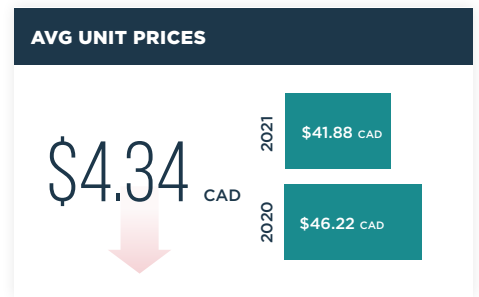 AVG UNIT PRICES
$4.34 CAD
2021
$41.88 CAD
2020
$46.22 CAD